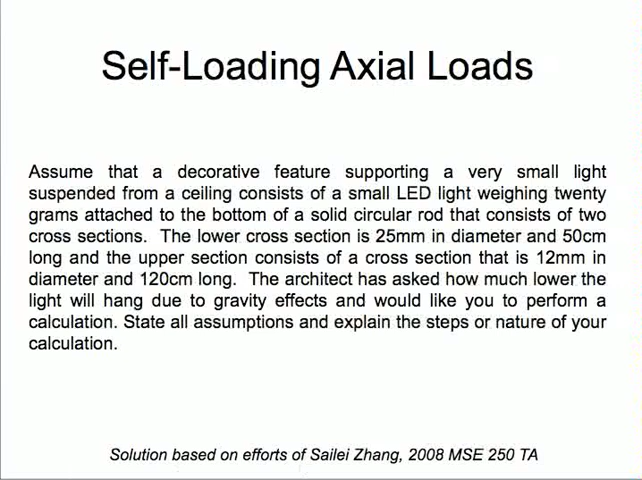 Self-Loading Axial Loads
Assume that a decorative feature supporting a very small light
suspended from a ceiling consists of a small LED light weighing twenty
grams attached to the bottom of a solid circular rod that consists of two
cross sections. The lower cross section is 25mm in diameter and 50cm
long and the upper section consists of a cross section that is 12mm in
diameter and 120cm long. The architect has asked how much lower the
light will hang due to gravity effects and would like you to perform a
calculation. State all assumptions and explain the steps or nature of your
calculation.
Solution based on efforts of Sailei Zhang, 2008 MSE 250 TA